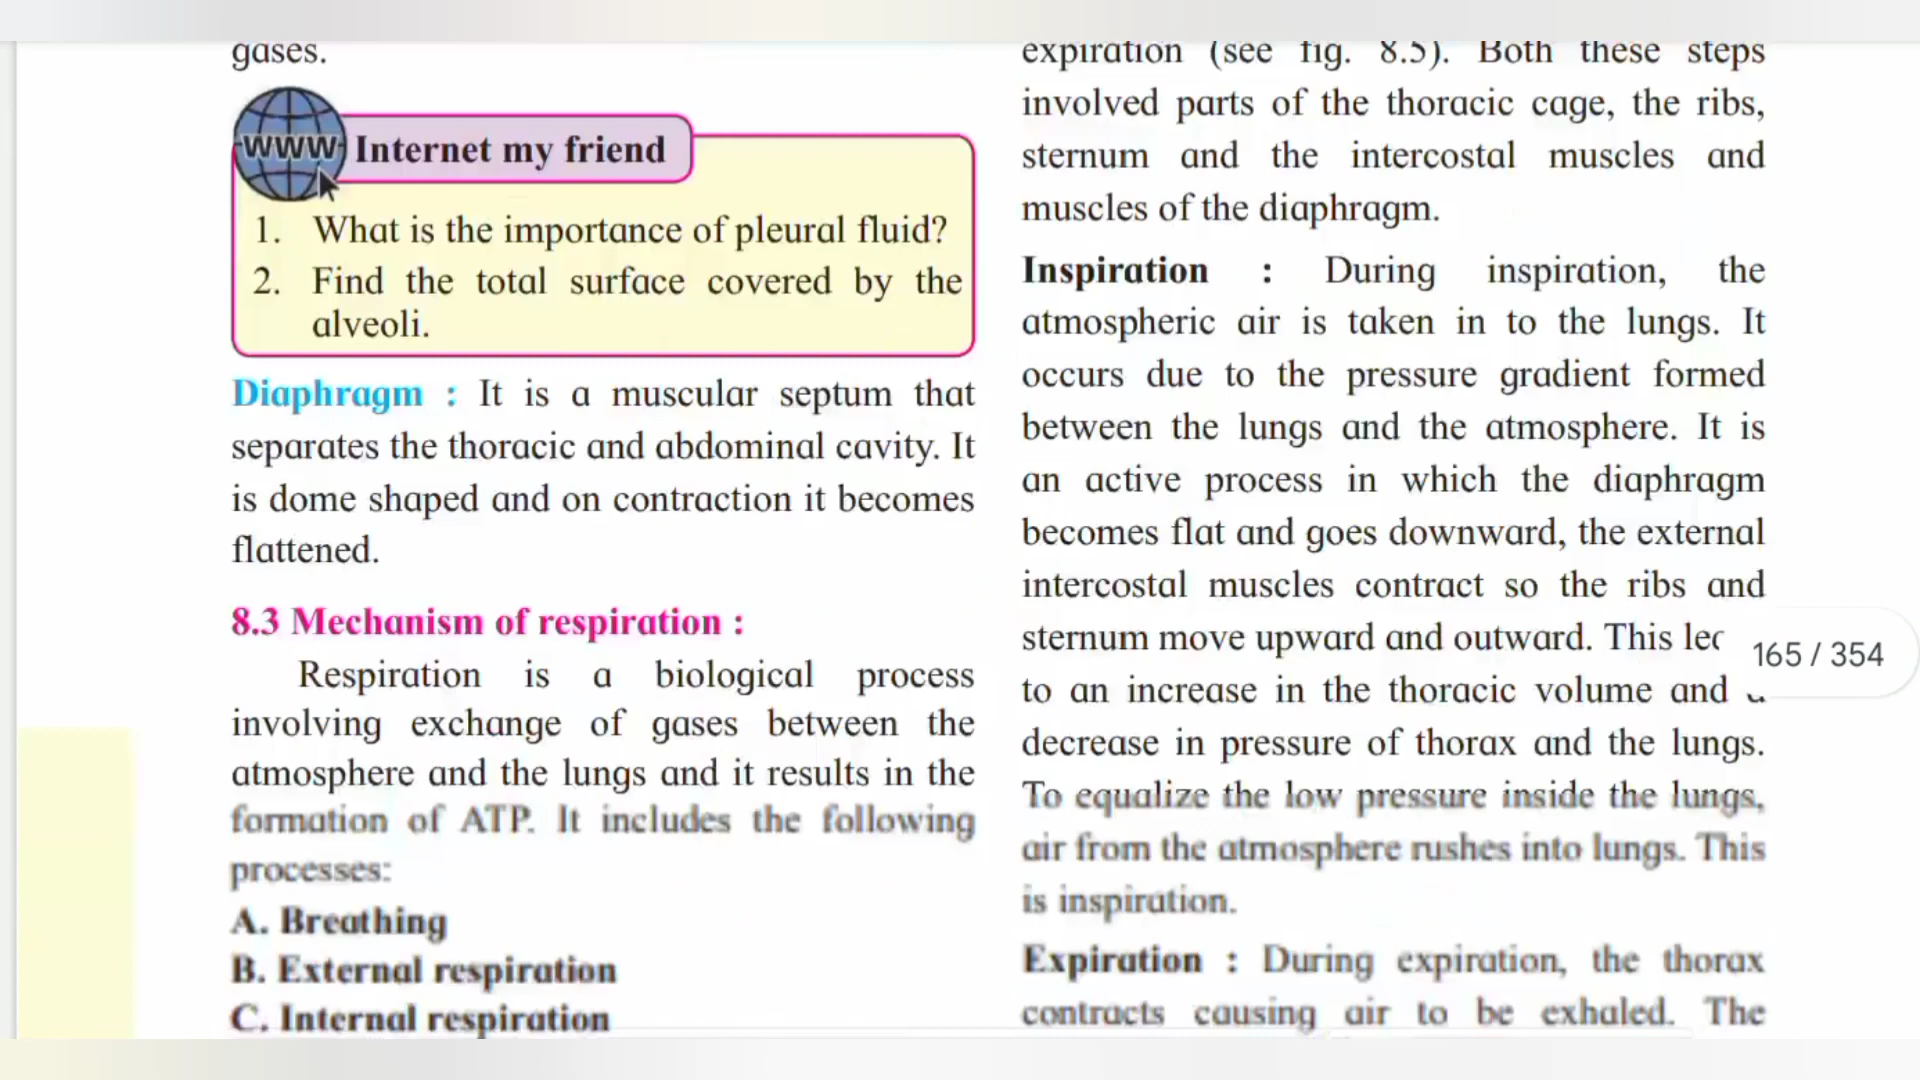 gases.
www Internet my friend
1. What is the importance of pleural fluid?
2. Find the total surface covered by the
alveoli.
Diaphragm : It is a muscular septum that
separates the thoracic and abdominal cavity. It
is dome shaped and on contraction it becomes
flattened.
8.3 Mechanism of respiration :
Respiration is a biological process
involving exchange of gases between the
atmosphere and the lungs and it results in the
formation of ATP. It includes the following
processes:
A. Breathing
B. External respiration
C. Internal respiration
expiration (see fig. 8.5). Both these steps
involved parts of the thoracic cage, the ribs,
sternum and the intercostal muscles and
muscles of the diaphragm.
Inspiration : During inspiration, the
atmospheric air is taken in to the lungs. It
occurs due to the pressure gradient formed
between the lungs and the atmosphere. It is
an active process in which the diaphragm
becomes flat and goes downward, the external
intercostal muscles contract so the ribs and
sternum move upward and outward. This
to an increase in the thoracic volume and
decrease in pressure of thorax and the lungs.
To equalize the low pressure inside the lungs,
air from the atmosphere rushes into lungs. This
is inspiration.
Expiration : During expiration, the thorax
contracts causing air to be exhaled. The
165 / 354